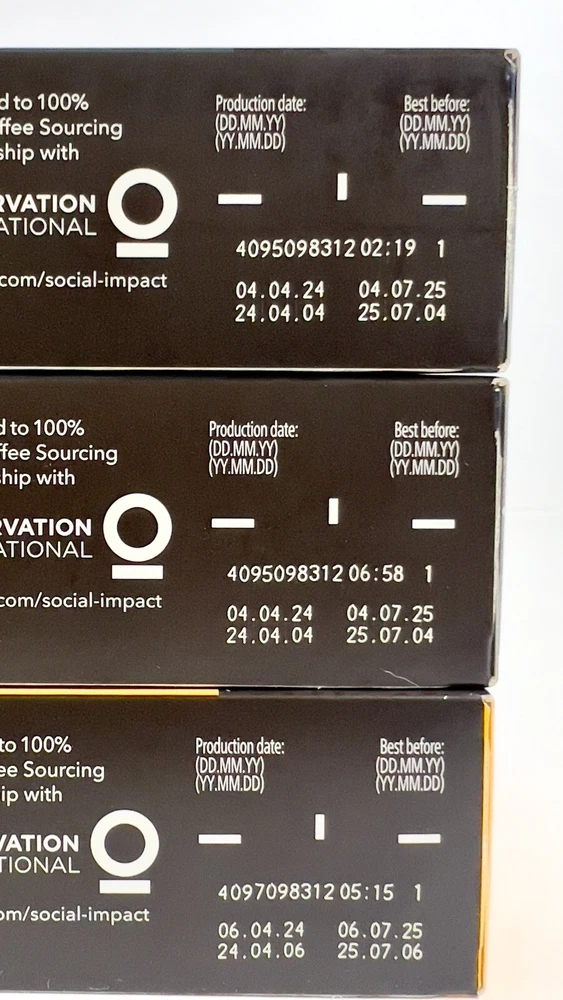 d to 100%
ffee Sourcing
ship with
RVATION
ATIONAL
com/social-impact
Production date:
(DD.MM.YY)
(YY.MM.DD)
Best before:
(DD.MM.YY)
(YY.MM.DD)
4095098312 02:19 1
04.04.24 04.07.25
24.04.04 25.07.04
d to 100%
ffee Sourcing
ship with
RVATION
ATIONAL
com/social-impact
Production date:
(DD.MM.YY)
(YY.MM.DD)
Best before:
(DD.MM.YY)
(YY.MM.DD)
4095098312 06:58 1
04.04.24 04.07.25
24.04.04 25.07.04
to 100%
ee Sourcing
ip with
VATION
TIONAL
om/social-impact
Production date:
(DD.MM.YY)
(YY.MM.DD)
Best before:
(DD.MM.YY)
(YY.MM.DD)
4097098312 05:15 1
06.04.24 06.07.25
24.04.06 25.07.06